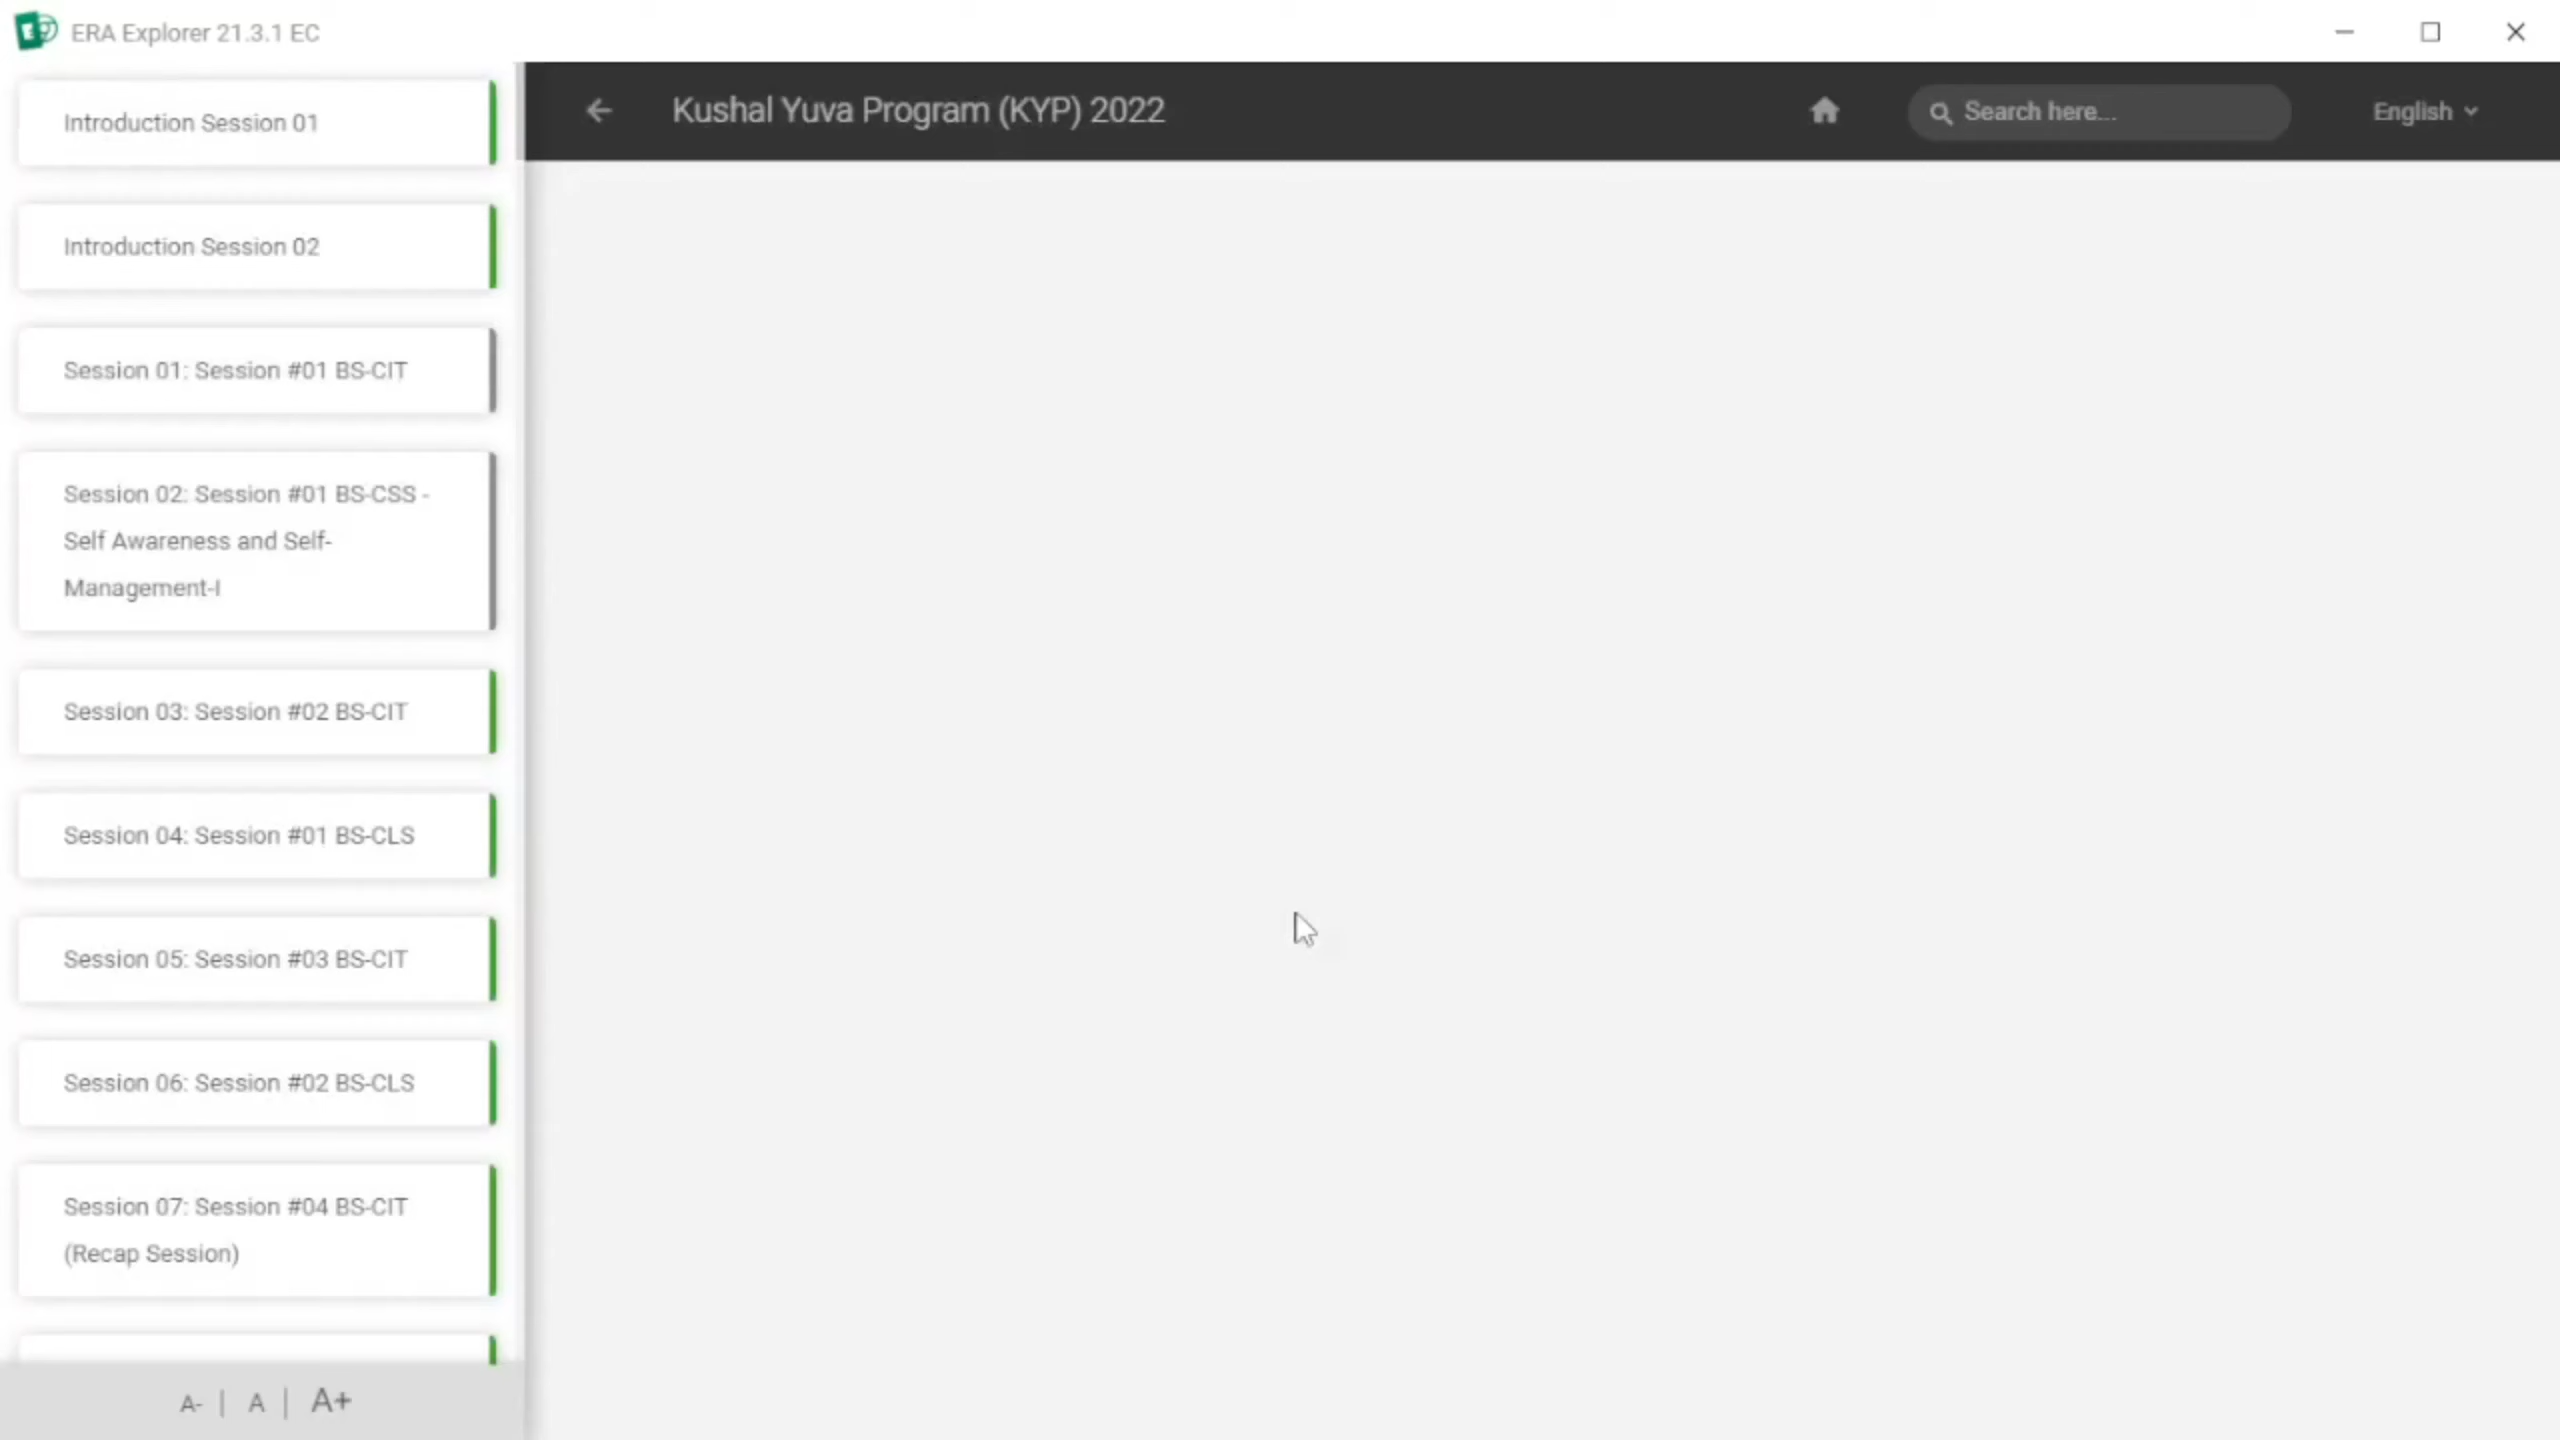 ERA Explorer 21.3.1 EC
Kushal Yuva Program (KYP) 2022
Search here...
English
Introduction Session 01
Introduction Session 02
Session 01: Session #01 BS-CIT
Session 02: Session #01 BS-CSS -
Self Awareness and Self-
Management-I
Session 03: Session #02 BS-CIT
Session 04: Session #01 BS-CLS
Session 05: Session #03 BS-CIT
Session 06: Session #02 BS-CLS
Session 07: Session #04 BS-CIT
(Recap Session)
A- | A | A+